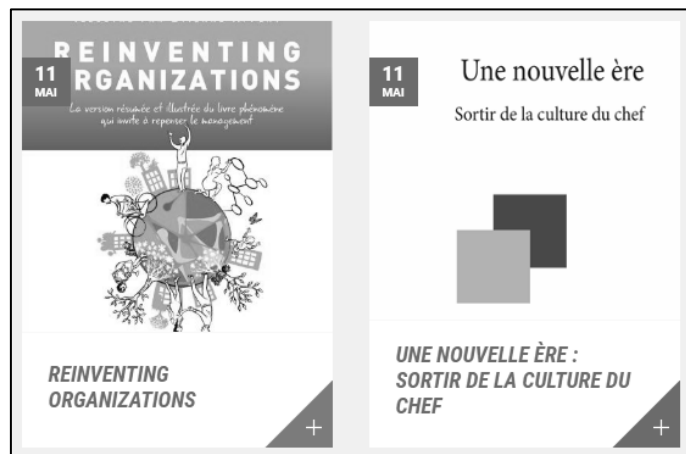 REINVENTING
ORGANIZATIONS
La version résumée et illustrée du livre phénomène
qui invite à repenser le management
11
MAI
REINVENTING
ORGANIZATIONS
+
11
MAI
Une nouvelle ère
Sortir de la culture du chef
UNE NOUVELLE ÈRE :
SORTIR DE LA CULTURE DU
CHEF
+